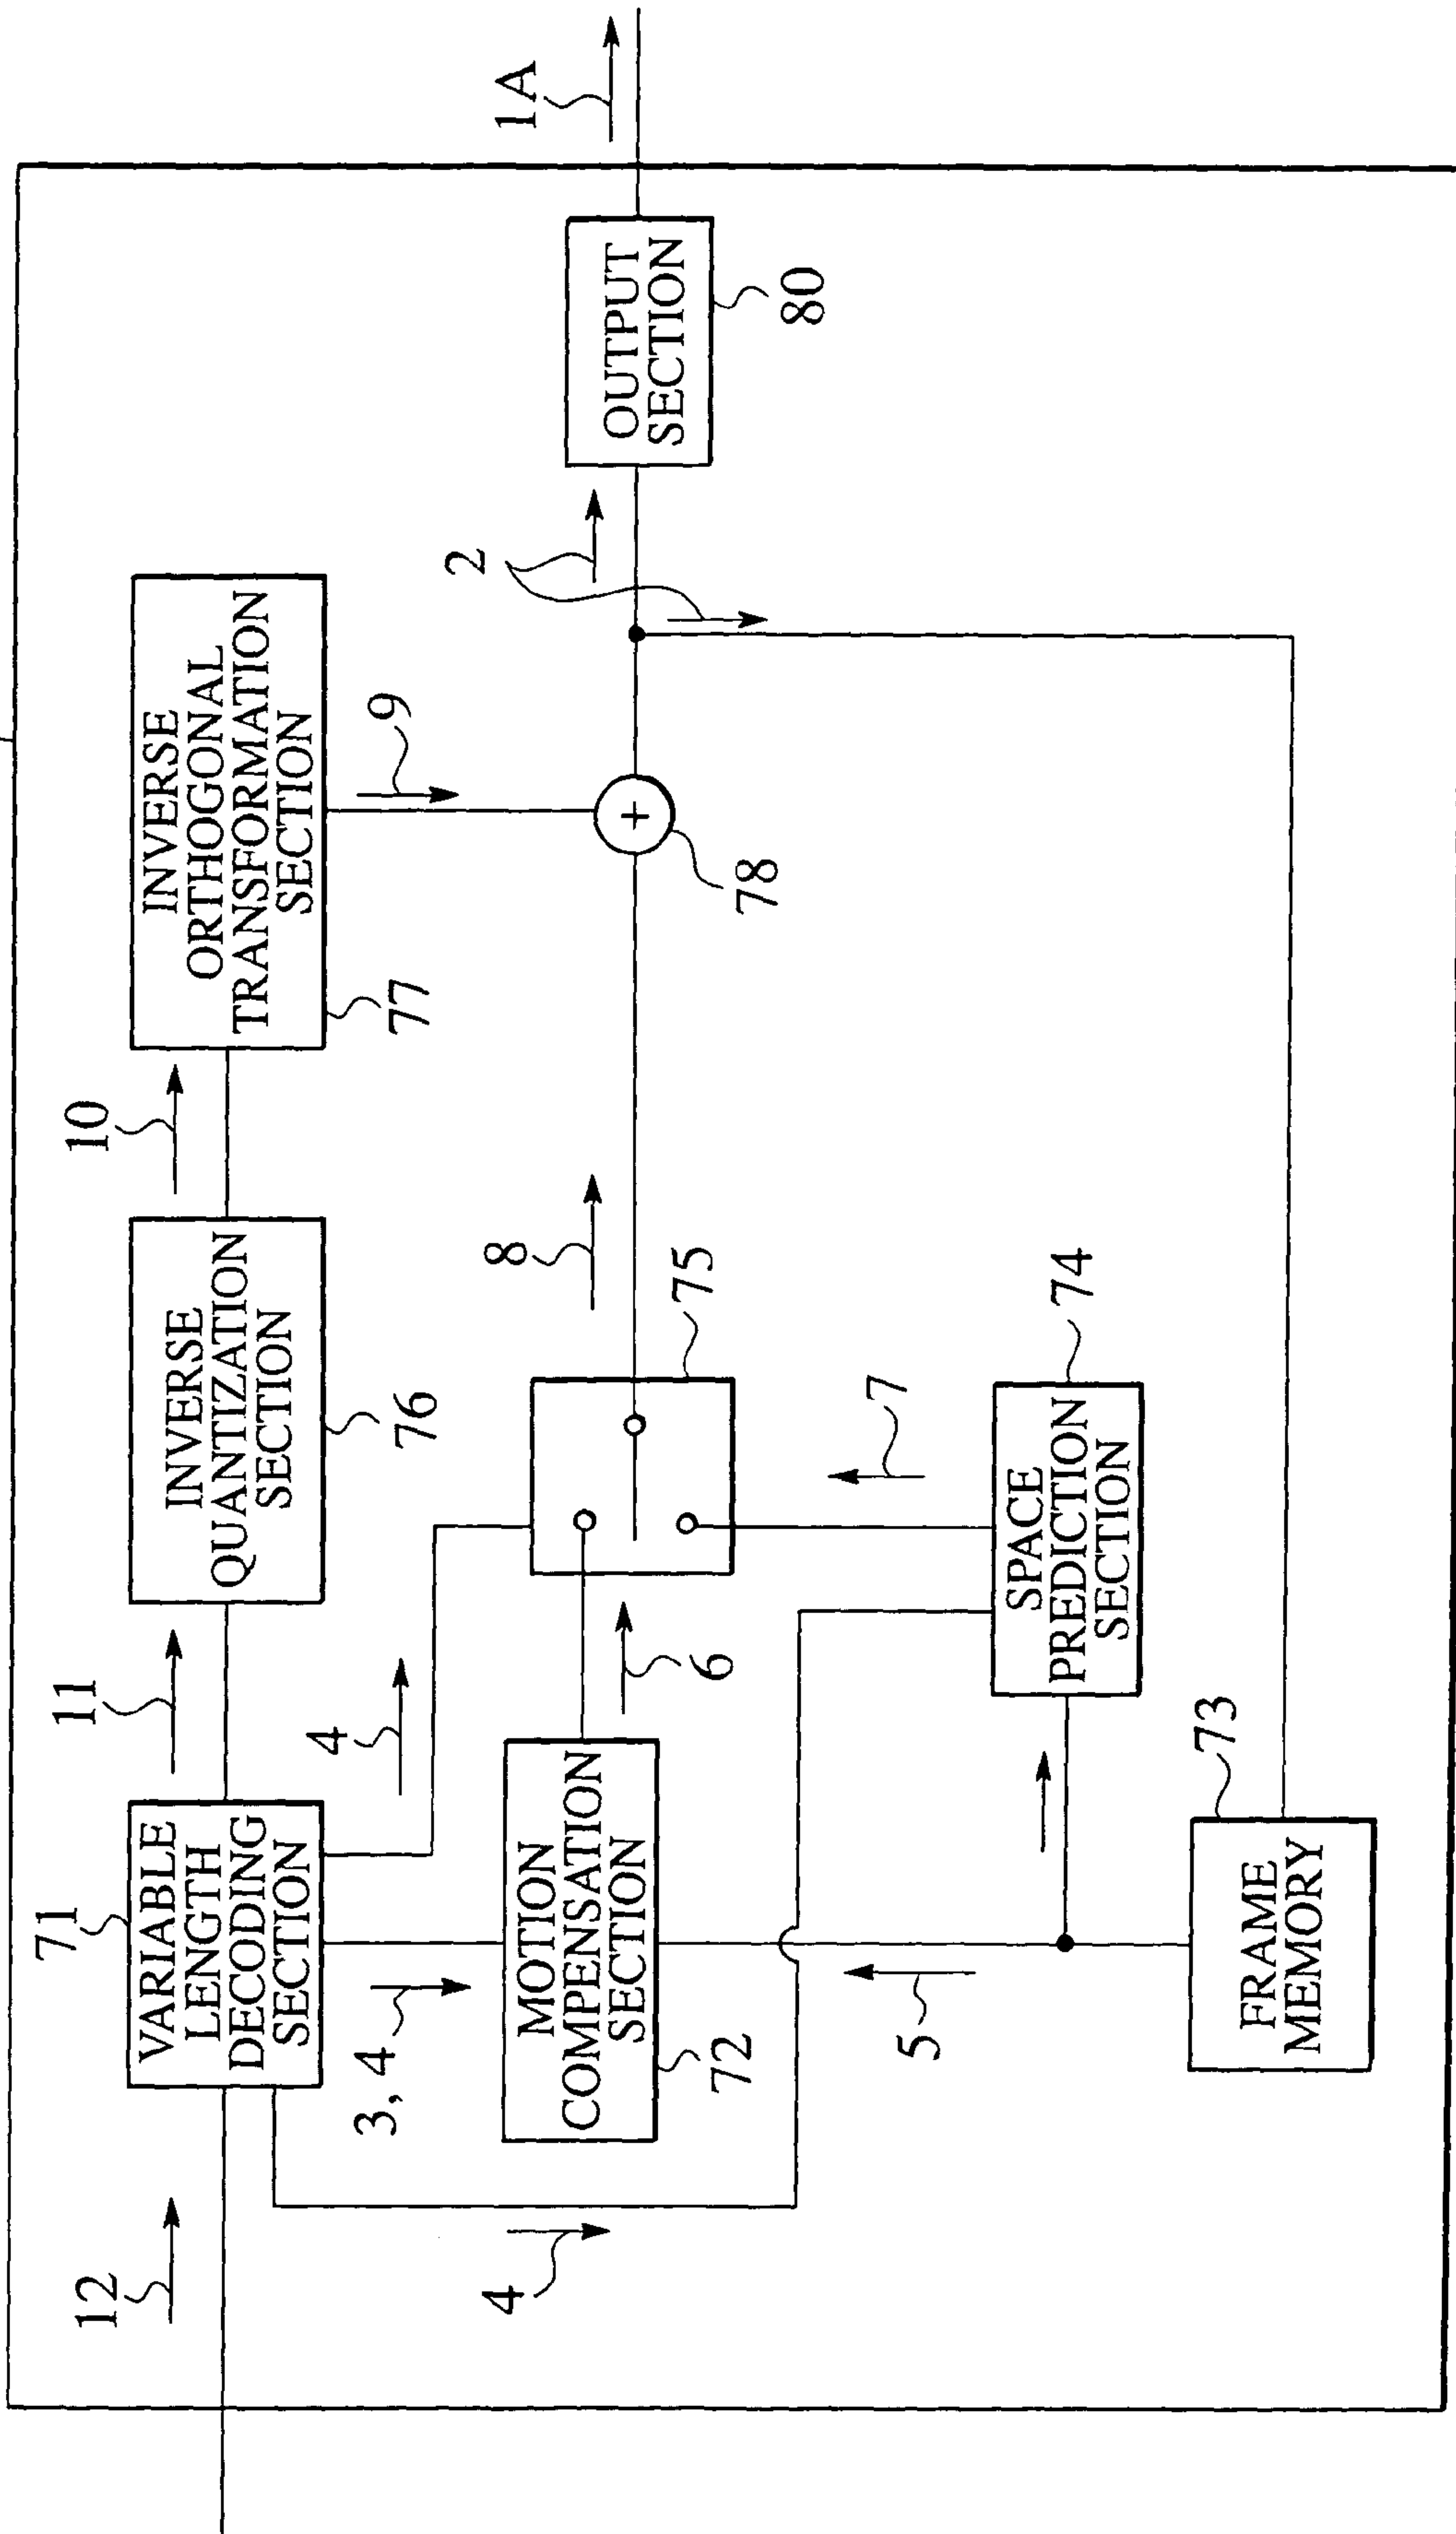 12
71
VARIABLE
LENGTH
DECODING
SECTION
11
INVERSE
QUANTIZATION
SECTION
76
10
INVERSE
ORTHOGONAL
TRANSFORMATION
SECTION
77
9
3, 4
4
4
MOTION
COMPENSATION
SECTION
72
6
75
8
78
+
2
OUTPUT
SECTION
80
1A
5
7
SPACE
PREDICTION
SECTION
74
FRAME
MEMORY
73